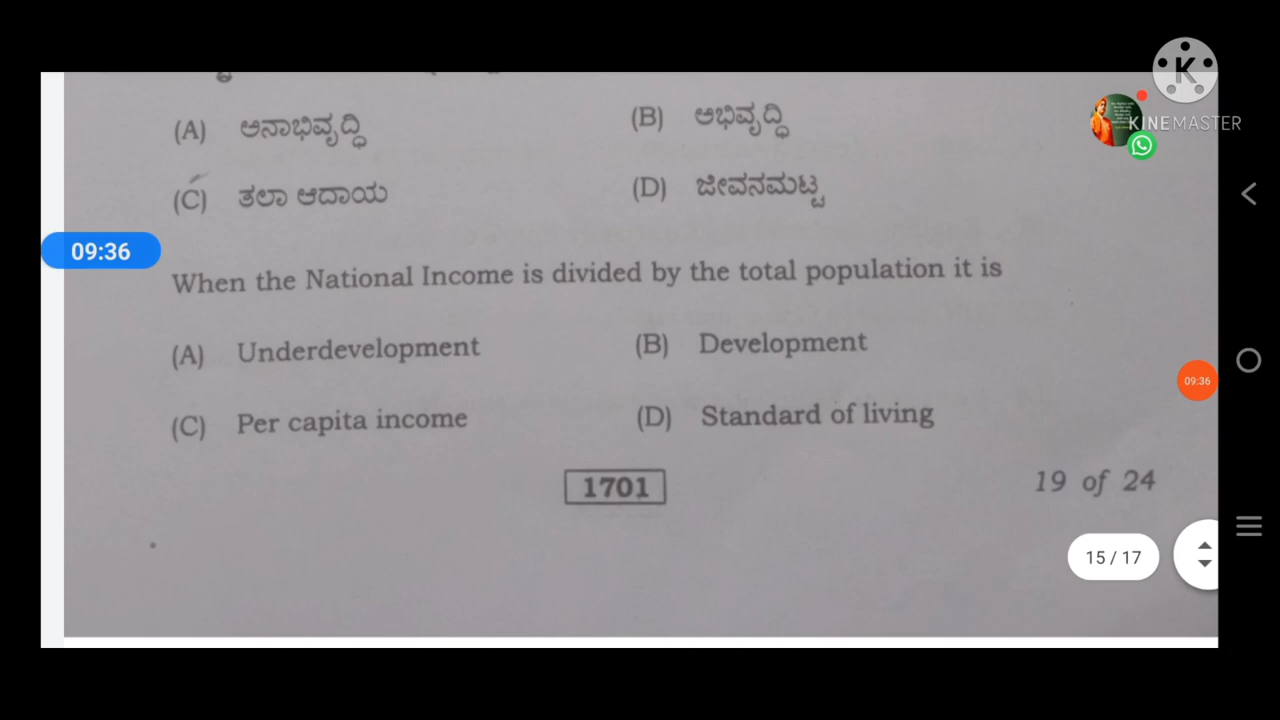 (A) ಅನಾಭಿವೃದ್ಧಿ (B) ಅಭಿವೃದ್ಧಿ
(C) ತಲಾ ಆದಾಯ (D) ಜೀವನಮಟ್ಟ
When the National Income is divided by the total population it is
(A) Underdevelopment (B) Development
(C) Per capita income (D) Standard of living
1701
19 of 24
09:36
KINEMASTER
09:36
15 / 17